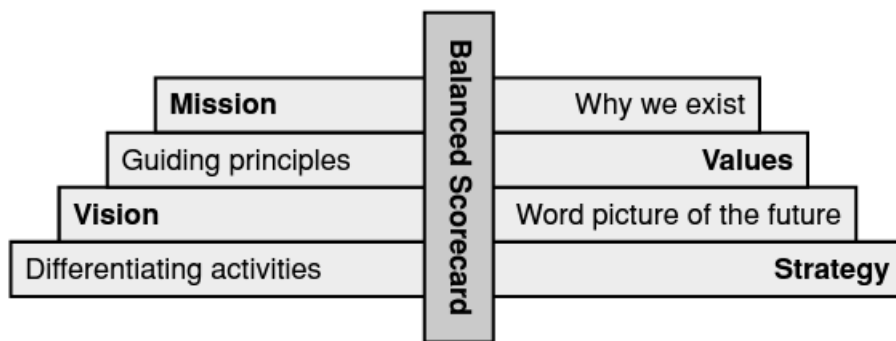 Balanced Scorecard
Mission
Why we exist
Guiding principles
Values
Vision
Word picture of the future
Differentiating activities
Strategy